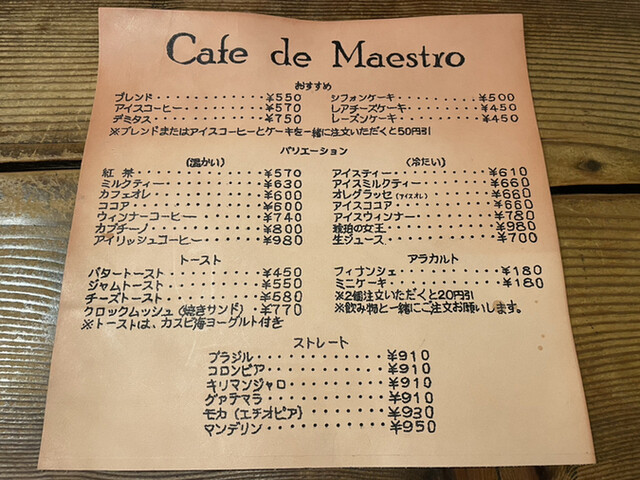 Cafe de Maestro
おすすめ
ブレンド・・・・・・・・・・¥550
アイスコーヒー・・・・・・・¥570
デミタス・・・・・・・・・・¥750
シフォンケーキ・・・・・・・・¥500
レアチーズケーキ・・・・・・・¥450
レーズンケーキ・・・・・・・・¥450
※ブレンドまたはアイスコーヒーとケーキを一緒に注文いただくと50円引
バリエーション
(温かい)
紅茶・・・・・・・・・・・・¥570
ミルクティー・・・・・・・・¥630
カフェオレ・・・・・・・・・¥600
ココア・・・・・・・・・・・¥600
ウィンナーコーヒー・・・・・¥740
カプチーノ・・・・・・・・・¥800
アイリッシュコーヒー・・・・¥980
(冷たい)
アイスティー・・・・・・・・¥610
アイスミルクティー・・・・・¥660
オレグラッセ(アイスオレ)・・・・¥660
アイスココア・・・・・・・・¥660
アイスウィンナー・・・・・・¥780
琥珀の女王・・・・・・・・・¥980
生ジュース・・・・・・・・・¥700
トースト
バタートースト・・・・・・・¥450
ジャムトースト・・・・・・・¥550
チーズトースト・・・・・・・¥580
クロックムッシュ(焼きサンド)・・¥770
※トーストは、カスピ海ヨーグルト付き
アラカルト
フィナンシェ・・・・・・・・¥180
ミニケーキ・・・・・・・・・¥180
※2個注文いただくと20円引
※飲み物と一緒にご注文お願いします。
ストレート
ブラジル・・・・・・・・・・¥910
コロンビア・・・・・・・・・¥910
キリマンジャロ・・・・・・・¥910
グァテマラ・・・・・・・・・¥910
モカ(エチオピア)・・・・・・¥930
マンデリン・・・・・・・・・¥950